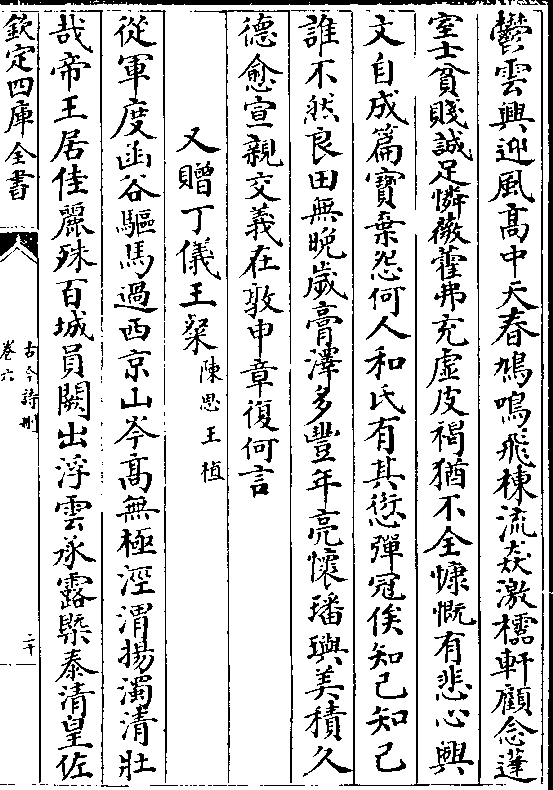 鬱雲興迎風高中天春鳩鳴飛棟流猋激櫺軒顧念蓬
室士貧賤誠足憐薇藿弗充虛皮褐猶不全慷慨有悲心興
文自成篇寶棄怨何人和氏有其愆彈冠俟知己知己
誰不然良田無晚歲膏澤多豐年亮懷璠璵美積久
德愈宣親交義在敦申章復何言
又贈丁儀王粲陳思王植
從軍度函谷驅馬過西京山岑高無極涇渭揚濁清壯
哉帝王居佳麗殊百城員闕出浮雲承露槩泰清皇佐
欽定四庫全書
古今詩刪
卷六
二十